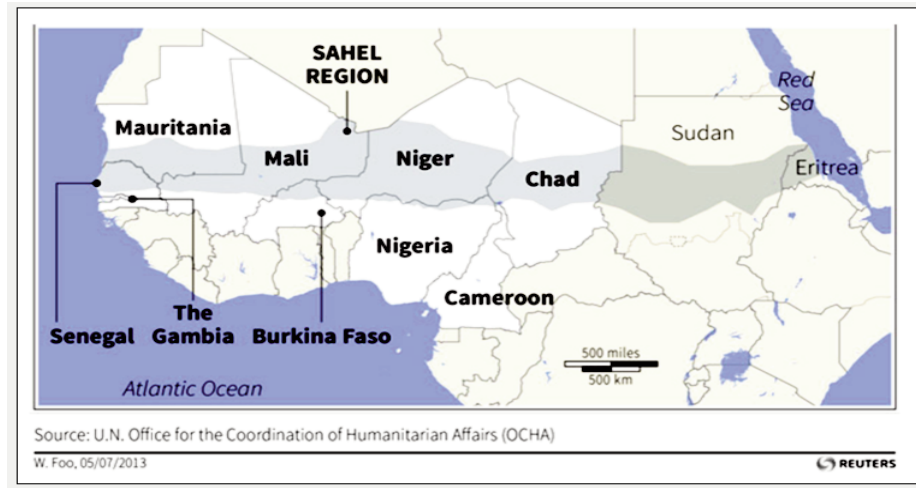 SAHEL
REGION
Red
Sea
Mauritania
Sudan
Mali
Niger
Chad
Eritrea
Nigeria
Cameroon
The
Senegal
Gambia
Burkina Faso
500 miles
500 km
Atlantic Ocean
Source: U.N. Office for the Coordination of Humanitarian Affairs (OCHA)
W. Foo, 05/07/2013
REUTERS